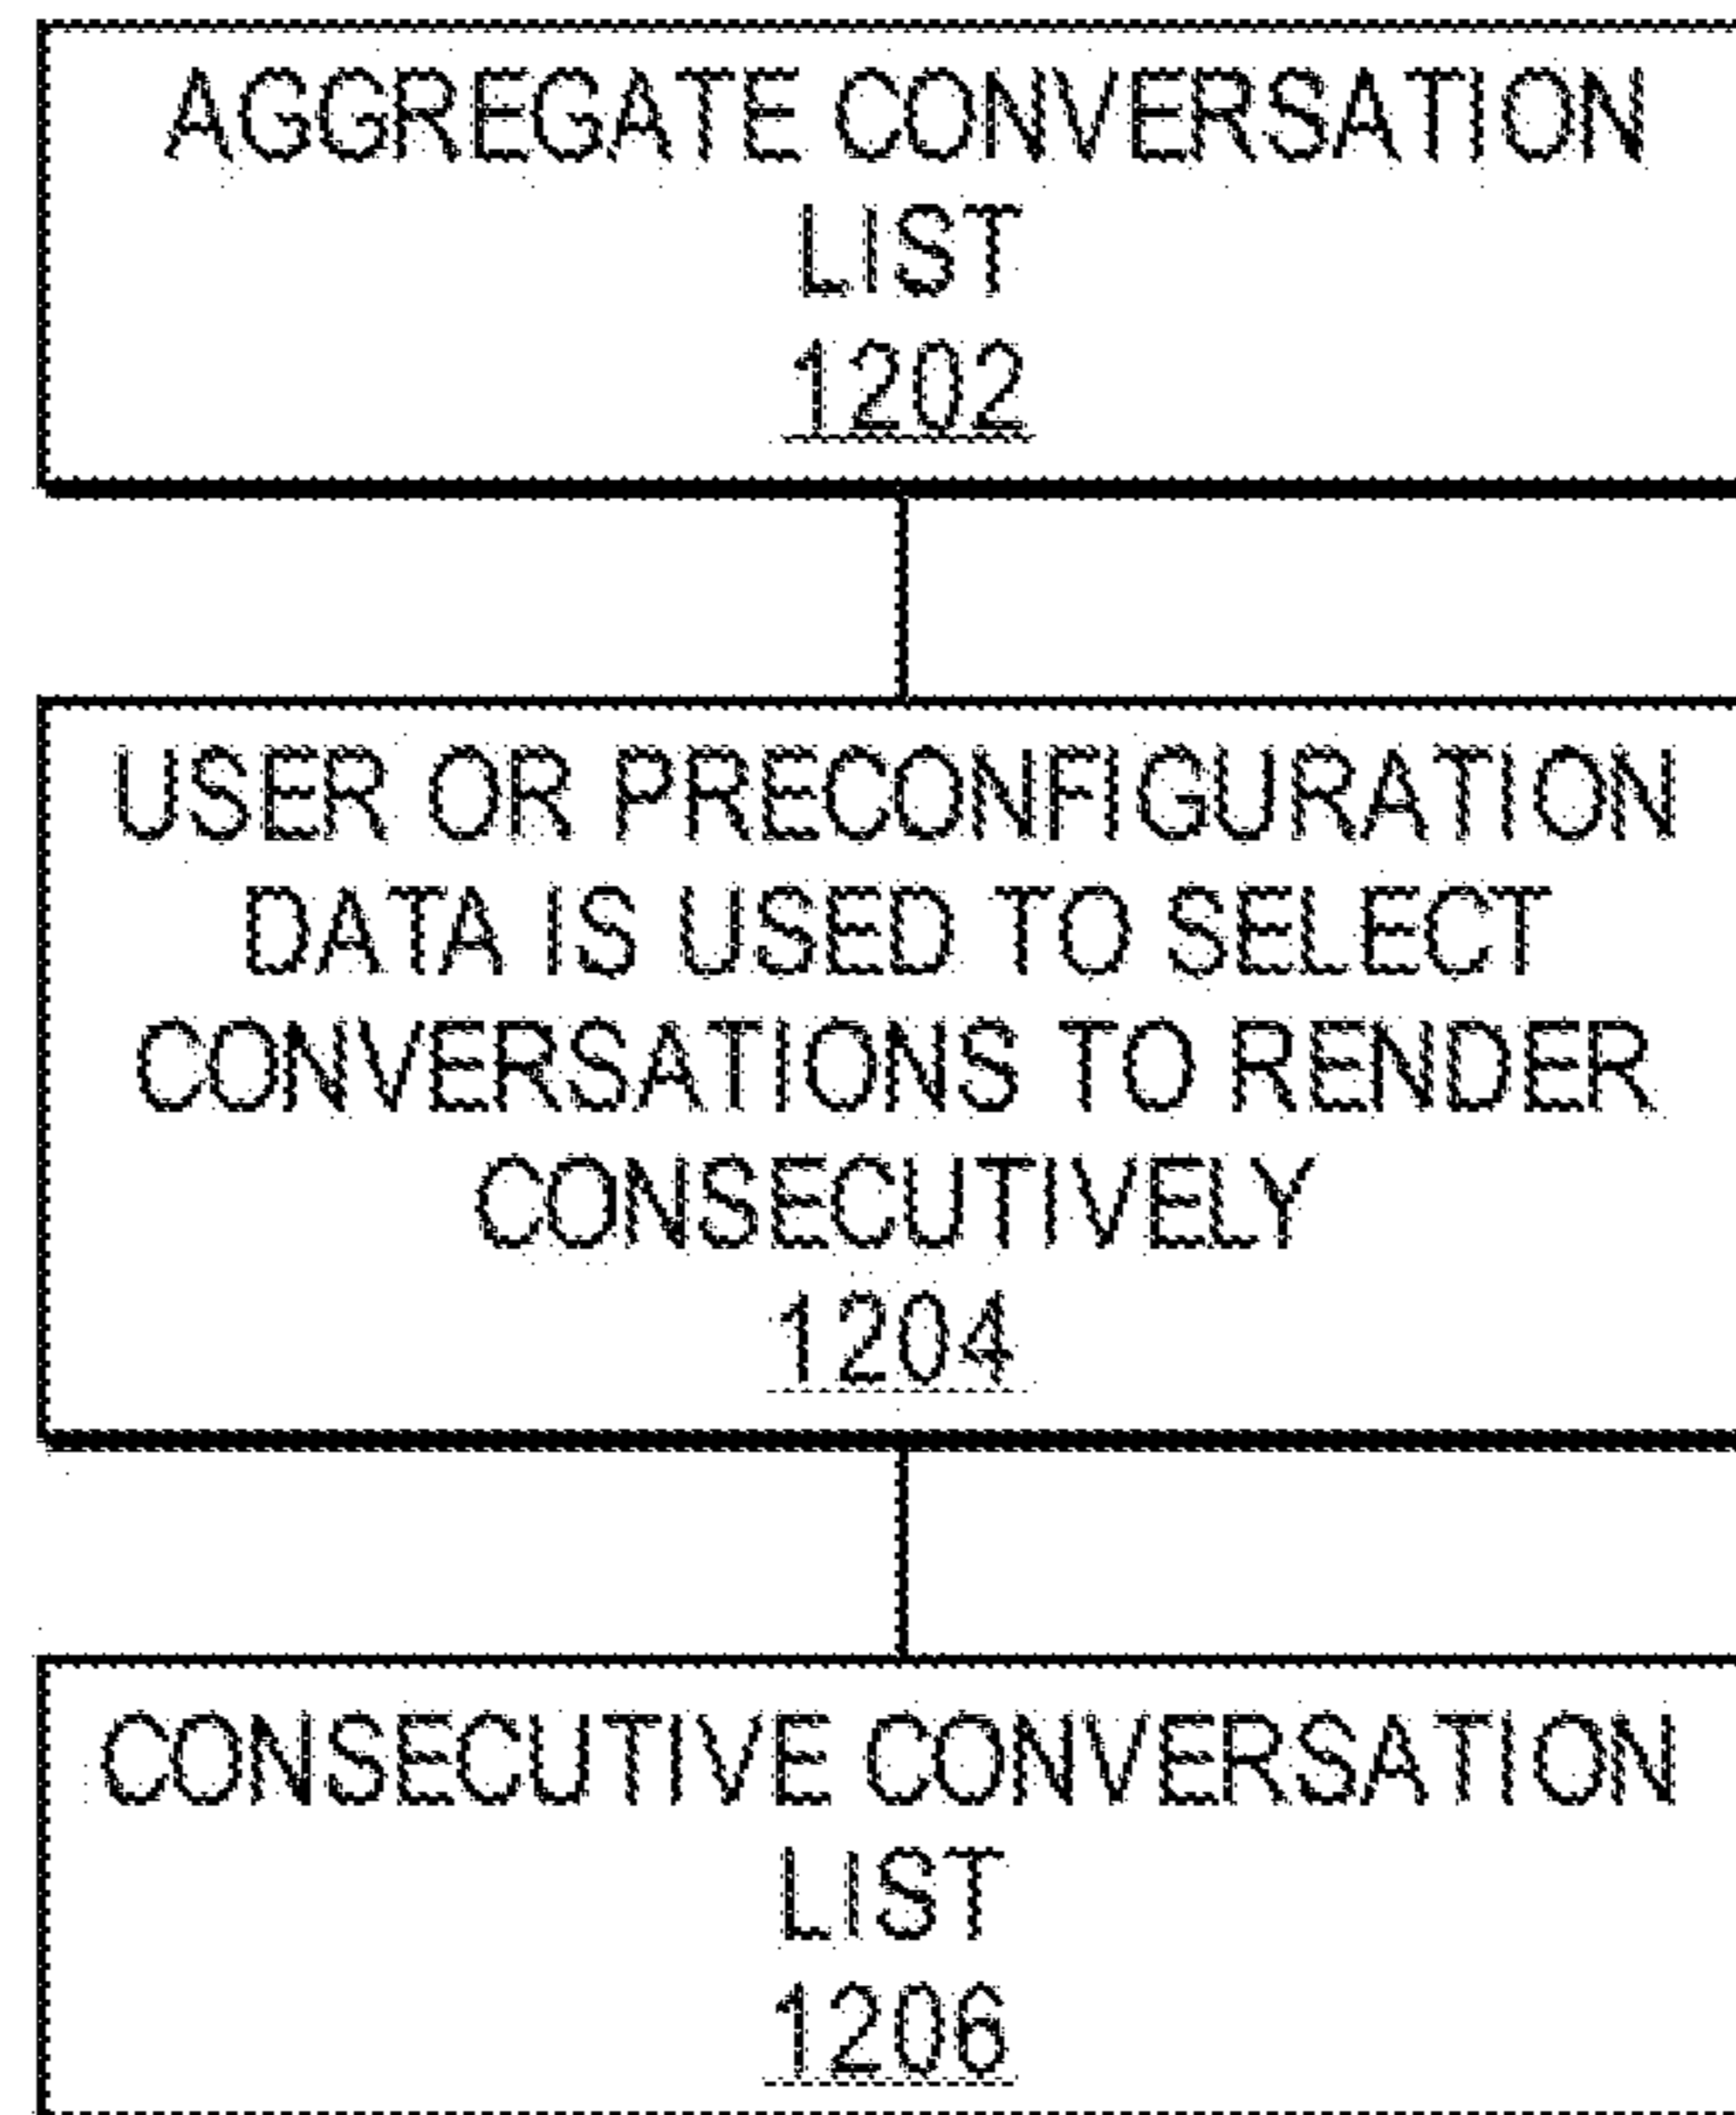 AGGREGATE CONVERSATION
LIST
1202
USER OR PRECONFIGURATION
DATA IS USED TO SELECT
CONVERSATIONS TO RENDER
CONSECUTIVELY
1204
CONSECUTIVE CONVERSATION
LIST
1206